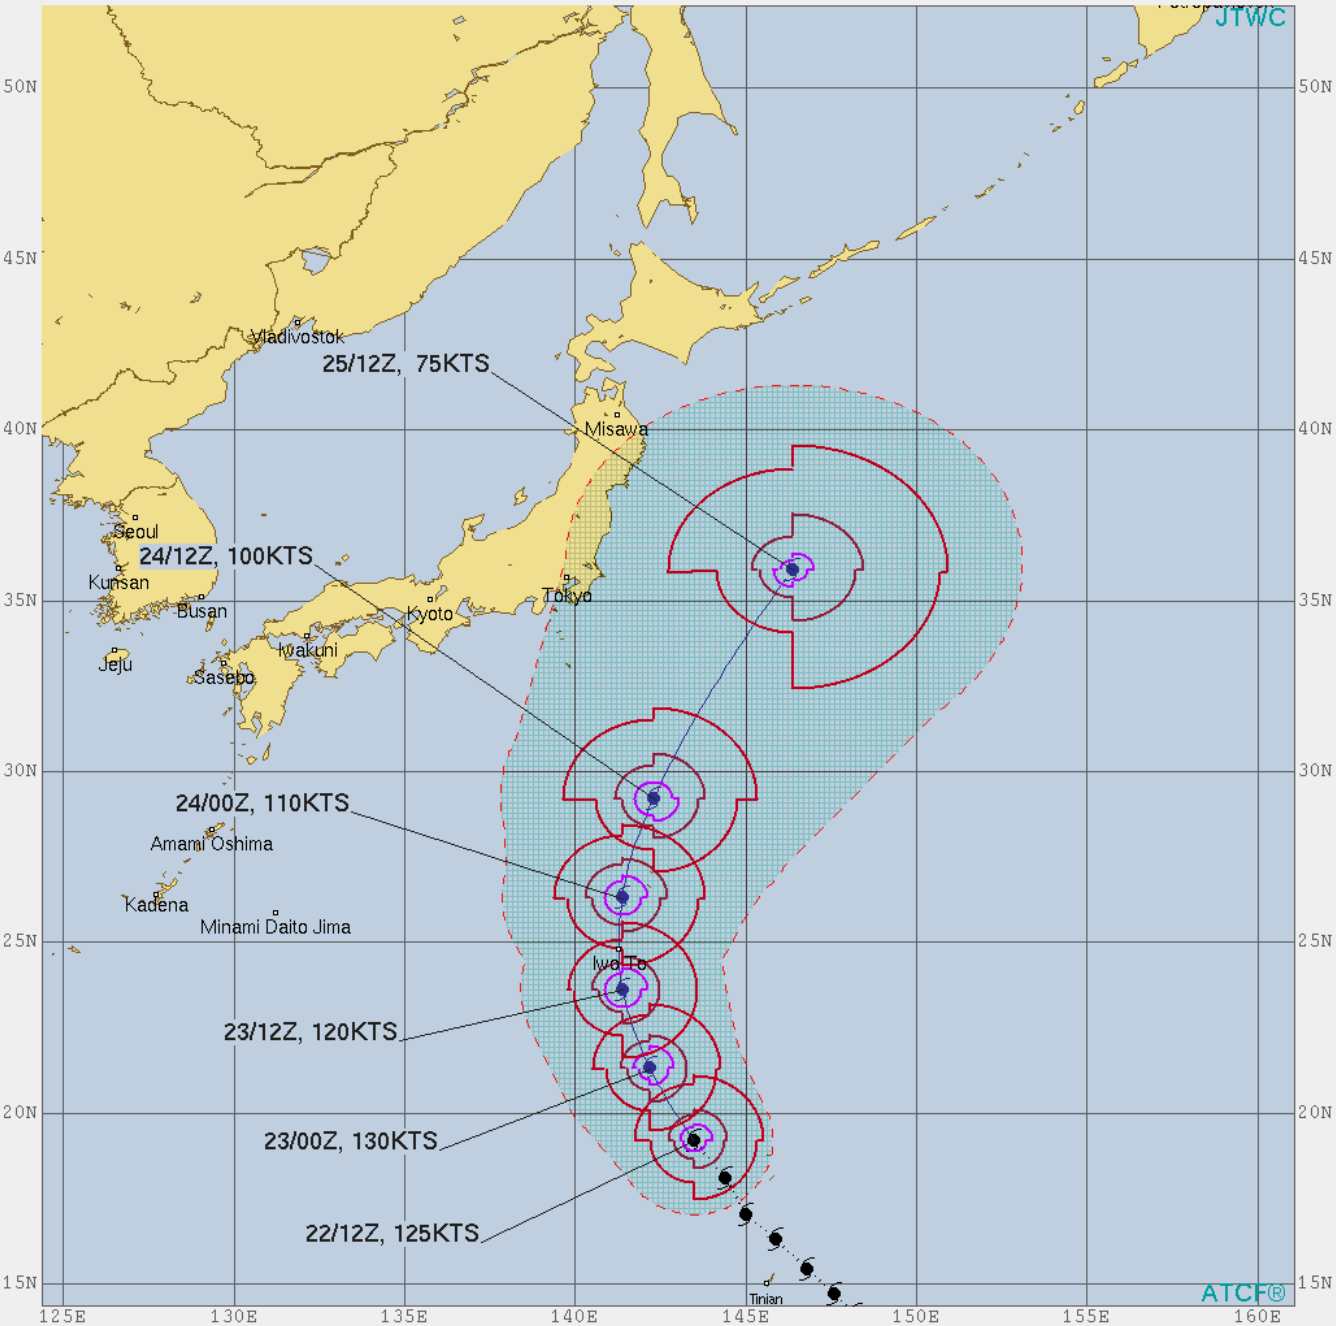 JTWC
50N 50N
45N 45N
Vladivostok
25/12Z, 75KTS
Misawa
40N 40N
Seoul
24/12Z, 100KTS
Kunsan
Tokyo
35N 35N
Busan
Kyoto
Iwakuni
Jeju
Sasebo
30N 30N
24/00Z, 110KTS
Amami Oshima
Kadena
Minami Daito Jima
25N 25N
Iwo To
23/12Z, 120KTS
20N 20N
23/00Z, 130KTS
22/12Z, 125KTS
15N 15N
Tinian
ATCF®
125E 130E 135E 140E 145E 150E 155E 160E